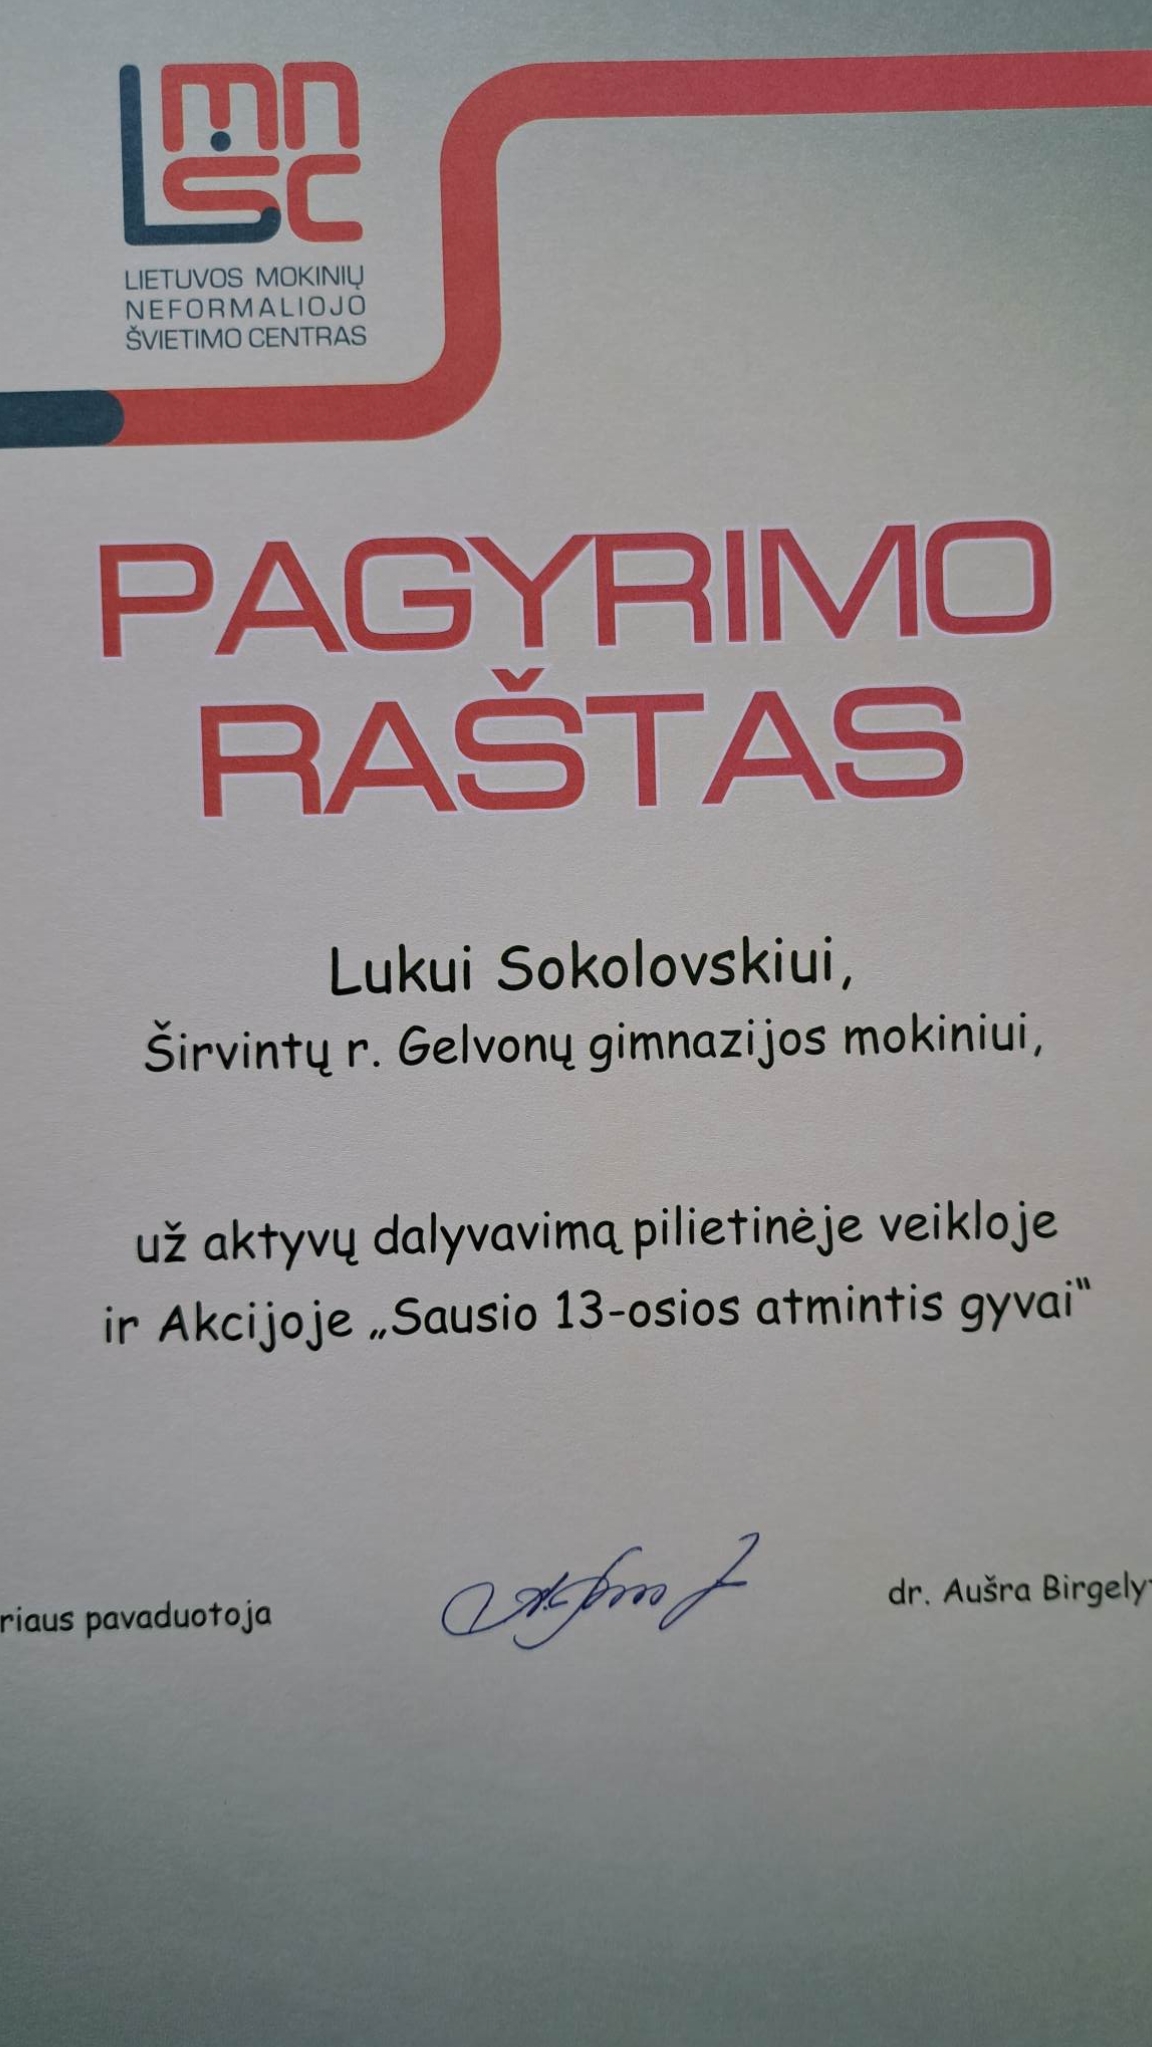 LMNŠC
LIETUVOS MOKINIŲ
NEFORMALIOJO
ŠVIETIMO CENTRAS
PAGYRIMO
RAŠTAS
Lukui Sokolovskiui,
Širvintų r. Gelvonų gimnazijos mokiniui,
už aktyvų dalyvavimą pilietinėje veikloje
ir Akcijoje „Sausio 13-osios atmintis gyvai"
riaus pavaduotoja
dr. Aušra Birgely